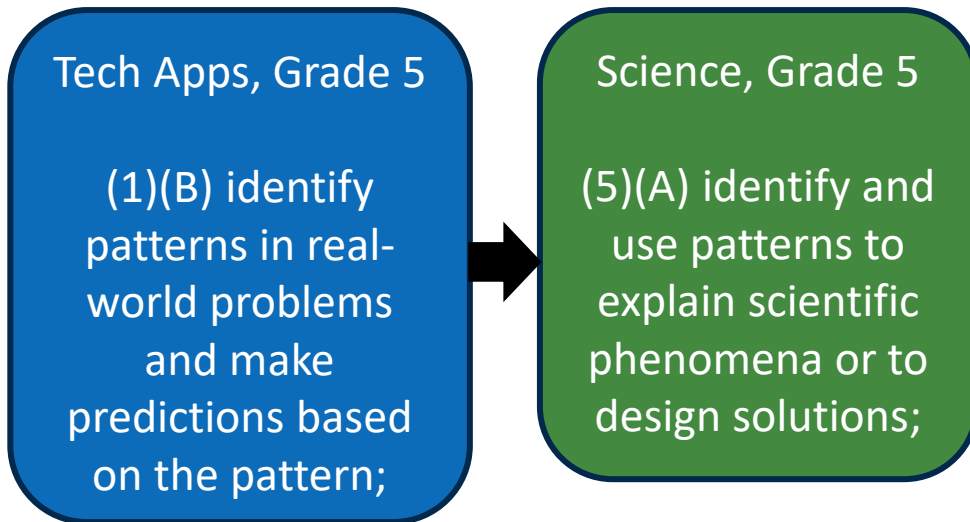 Tech Apps, Grade 5
(1)(B) identify
patterns in real-
world problems
and make
predictions based
on the pattern;
Science, Grade 5
(5)(A) identify and
use patterns to
explain scientific
phenomena or to
design solutions;